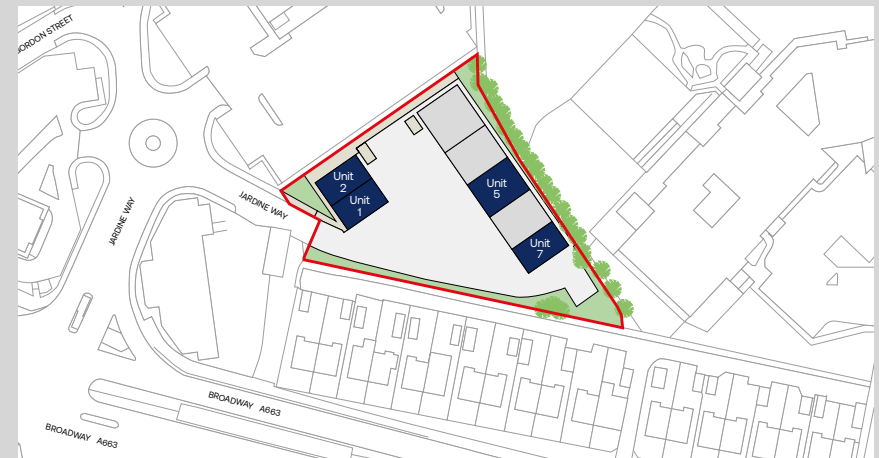 GORDON STREET
JARDINE WAY
JARDINE WAY
Unit
2
Unit
1
Unit
5
Unit
7
BROADWAY A663
BROADWAY A663